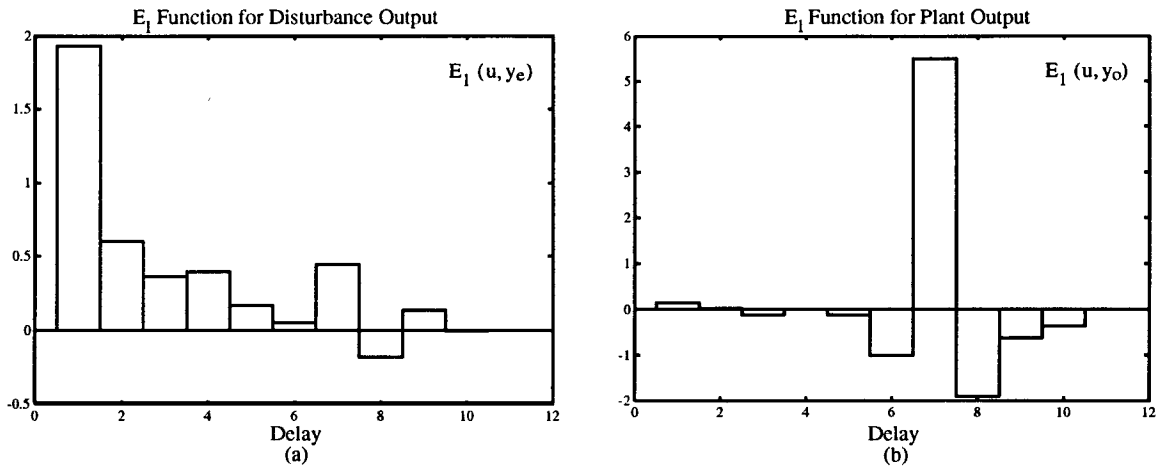 E1 Function for Disturbance Output
2
1.5
1
0.5
0
-0.5
E1 (u, ye)
0 2 4 6 8 10 12
Delay
(a)
E1 Function for Plant Output
6
5
4
3
2
1
0
-1
-2
E1 (u, yo)
0 2 4 6 8 10 12
Delay
(b)